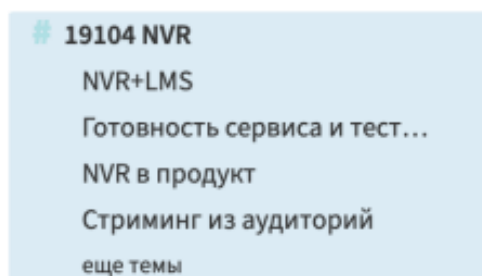 # 19104 NVR
NVR+LMS
Готовность сервиса и тест...
NVR в продукт
Стриминг из аудиторий
еще темы